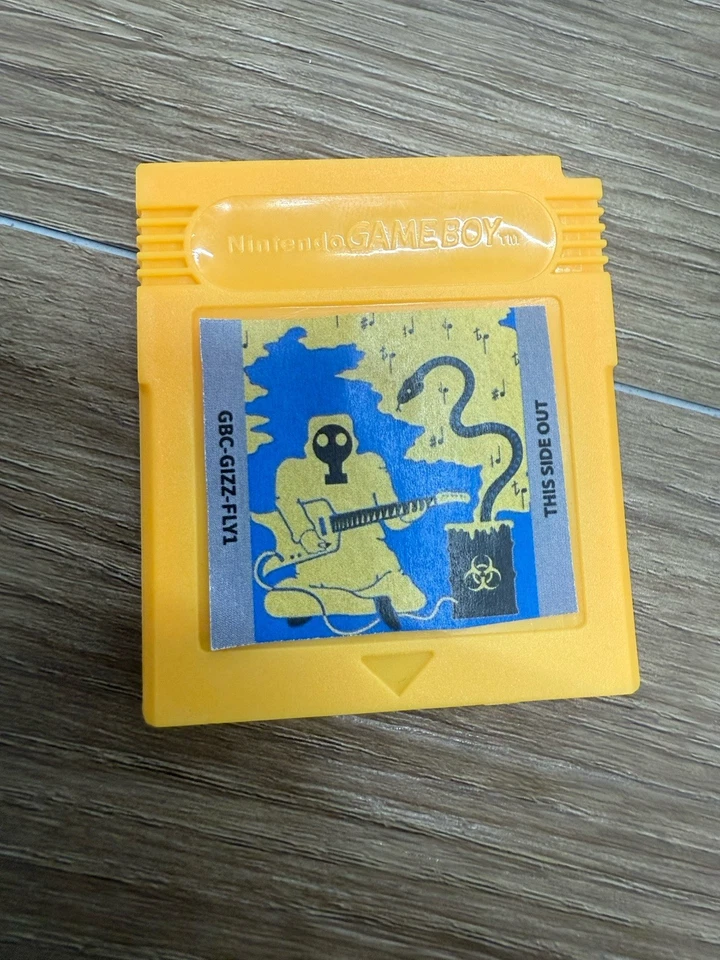 Nintendo GAME BOY TM
GBC-GIZZ-FLY1
THIS SIDE OUT